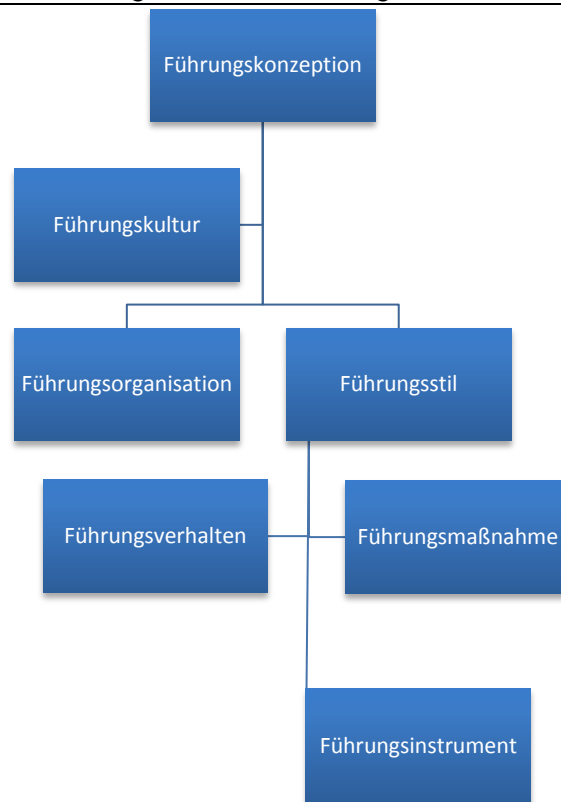 Führungskonzeption
Führungskultur
Führungsorganisation
Führungsstil
Führungsverhalten
Führungsmaßnahme
Führungsinstrument